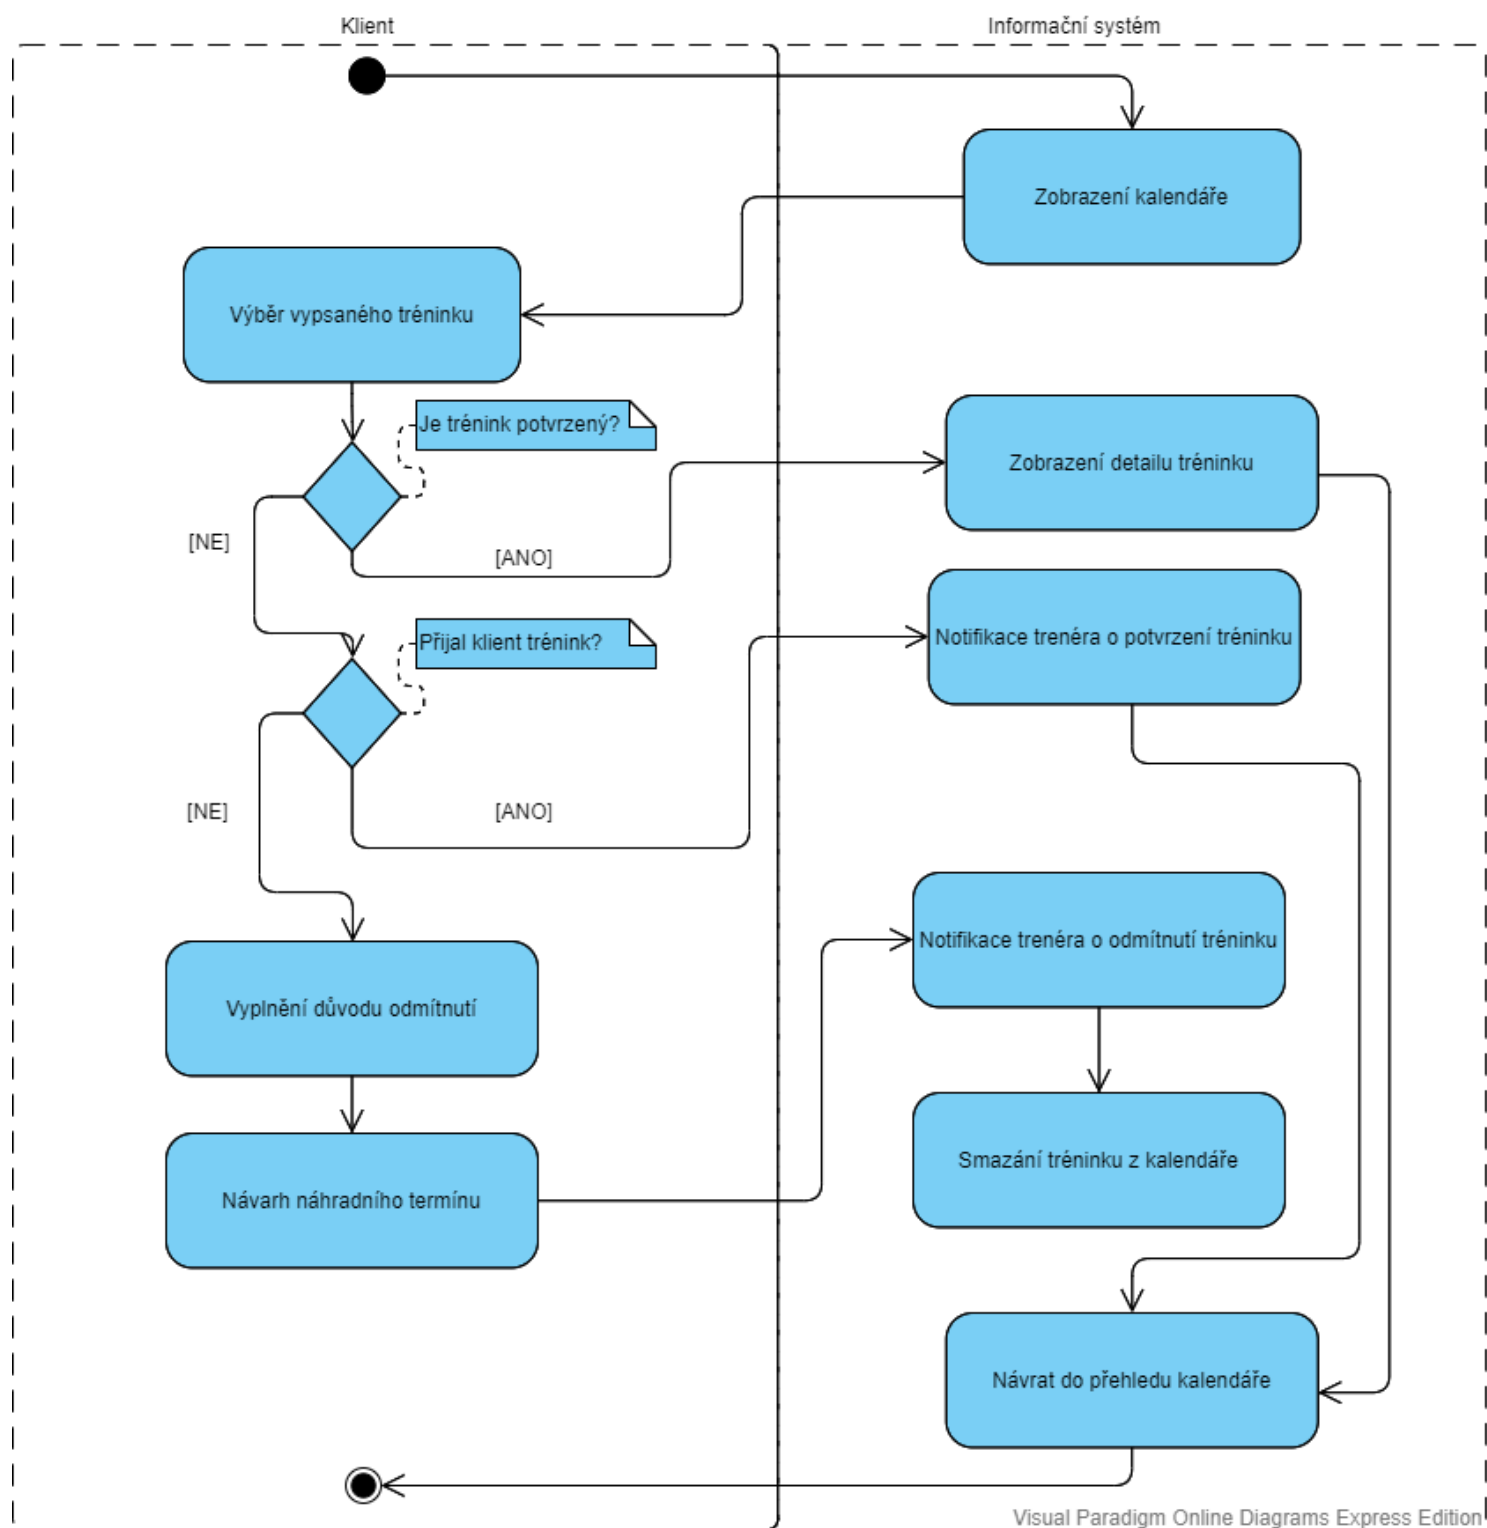 Klient
Informační systém
Zobrazení kalendáře
Výběr vypsaného tréninku
Je trénink potvrzený?
Zobrazení detailu tréninku
[NE]
[ANO]
Přijal klient trénink?
Notifikace trenéra o potvrzení tréninku
[NE]
[ANO]
Notifikace trenéra o odmítnutí tréninku
Vyplnění důvodu odmítnutí
Smazání tréninku z kalendáře
Návarh náhradního termínu
Návrat do přehledu kalendáře
Visual Paradigm Online Diagrams Express Edition